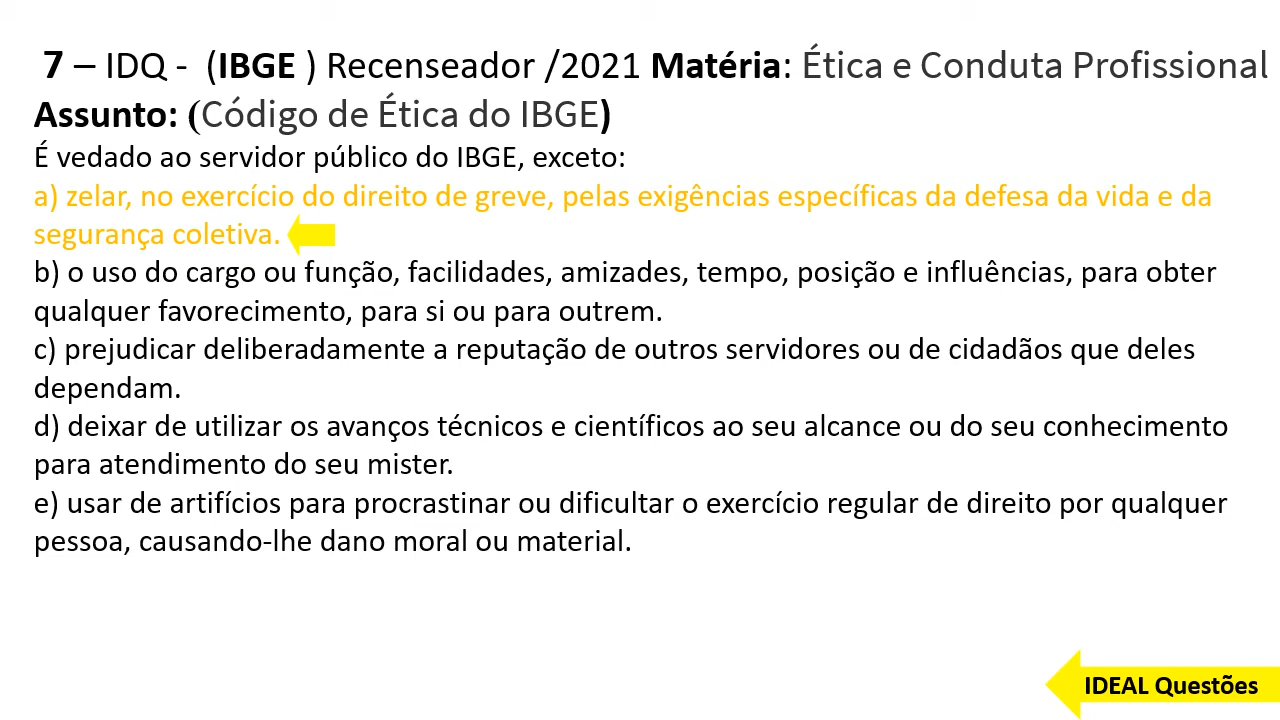 7 – IDQ - (IBGE ) Recenseador /2021 Matéria: Ética e Conduta Profissional
Assunto: (Código de Ética do IBGE)
É vedado ao servidor público do IBGE, exceto:
a) zelar, no exercício do direito de greve, pelas exigências específicas da defesa da vida e da
segurança coletiva.
b) o uso do cargo ou função, facilidades, amizades, tempo, posição e influências, para obter
qualquer favorecimento, para si ou para outrem.
c) prejudicar deliberadamente a reputação de outros servidores ou de cidadãos que deles
dependam.
d) deixar de utilizar os avanços técnicos e científicos ao seu alcance ou do seu conhecimento
para atendimento do seu mister.
e) usar de artifícios para procrastinar ou dificultar o exercício regular de direito por qualquer
pessoa, causando-lhe dano moral ou material.
IDEAL Questões